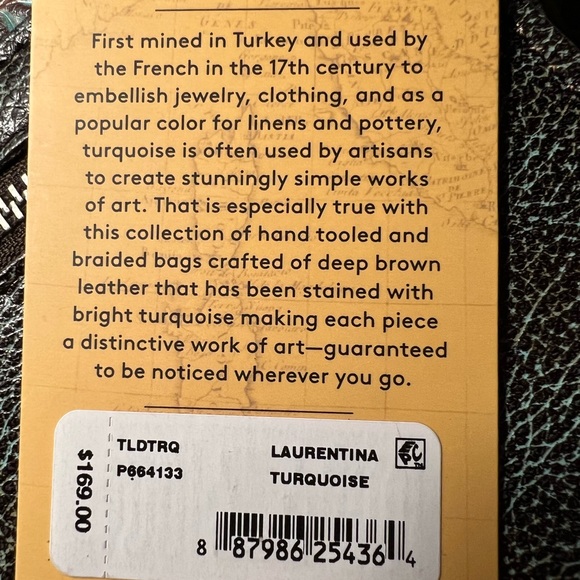 First mined in Turkey and used by
the French in the 17th century to
embellish jewelry, clothing, and as a
popular color for linens and pottery,
turquoise is often used by artisans
to create stunningly simple works
of art. That is especially true with
this collection of hand tooled and
braided bags crafted of deep brown
leather that has been stained with
bright turquoise making each piece
a distinctive work of art—guaranteed
to be noticed wherever you go.
$169.00
TLDTRQ
P664133
LAURENTINA
TURQUOISE
8 87986 25436 4